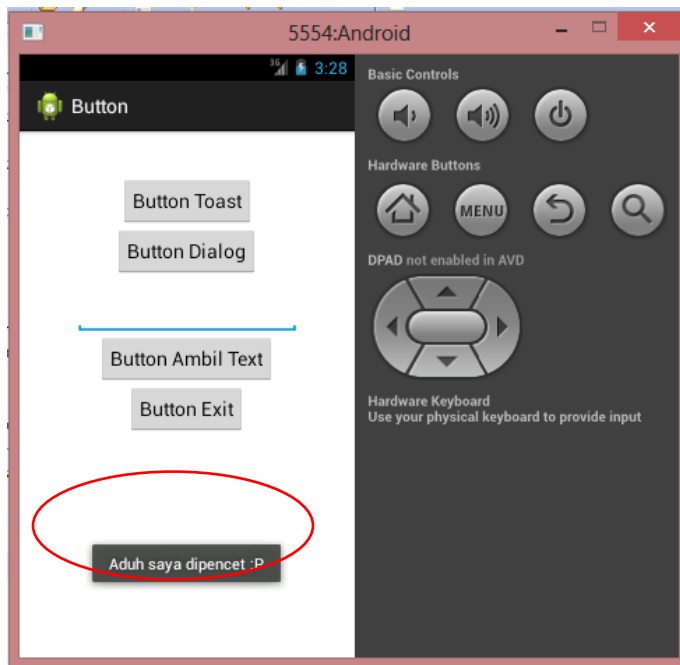 5554:Android
3G 3:28
Button
Button Toast
Button Dialog
Button Ambil Text
Button Exit
Aduh saya dipencet :P
Basic Controls
Hardware Buttons
MENU
DPAD not enabled in AVD
Hardware Keyboard
Use your physical keyboard to provide input